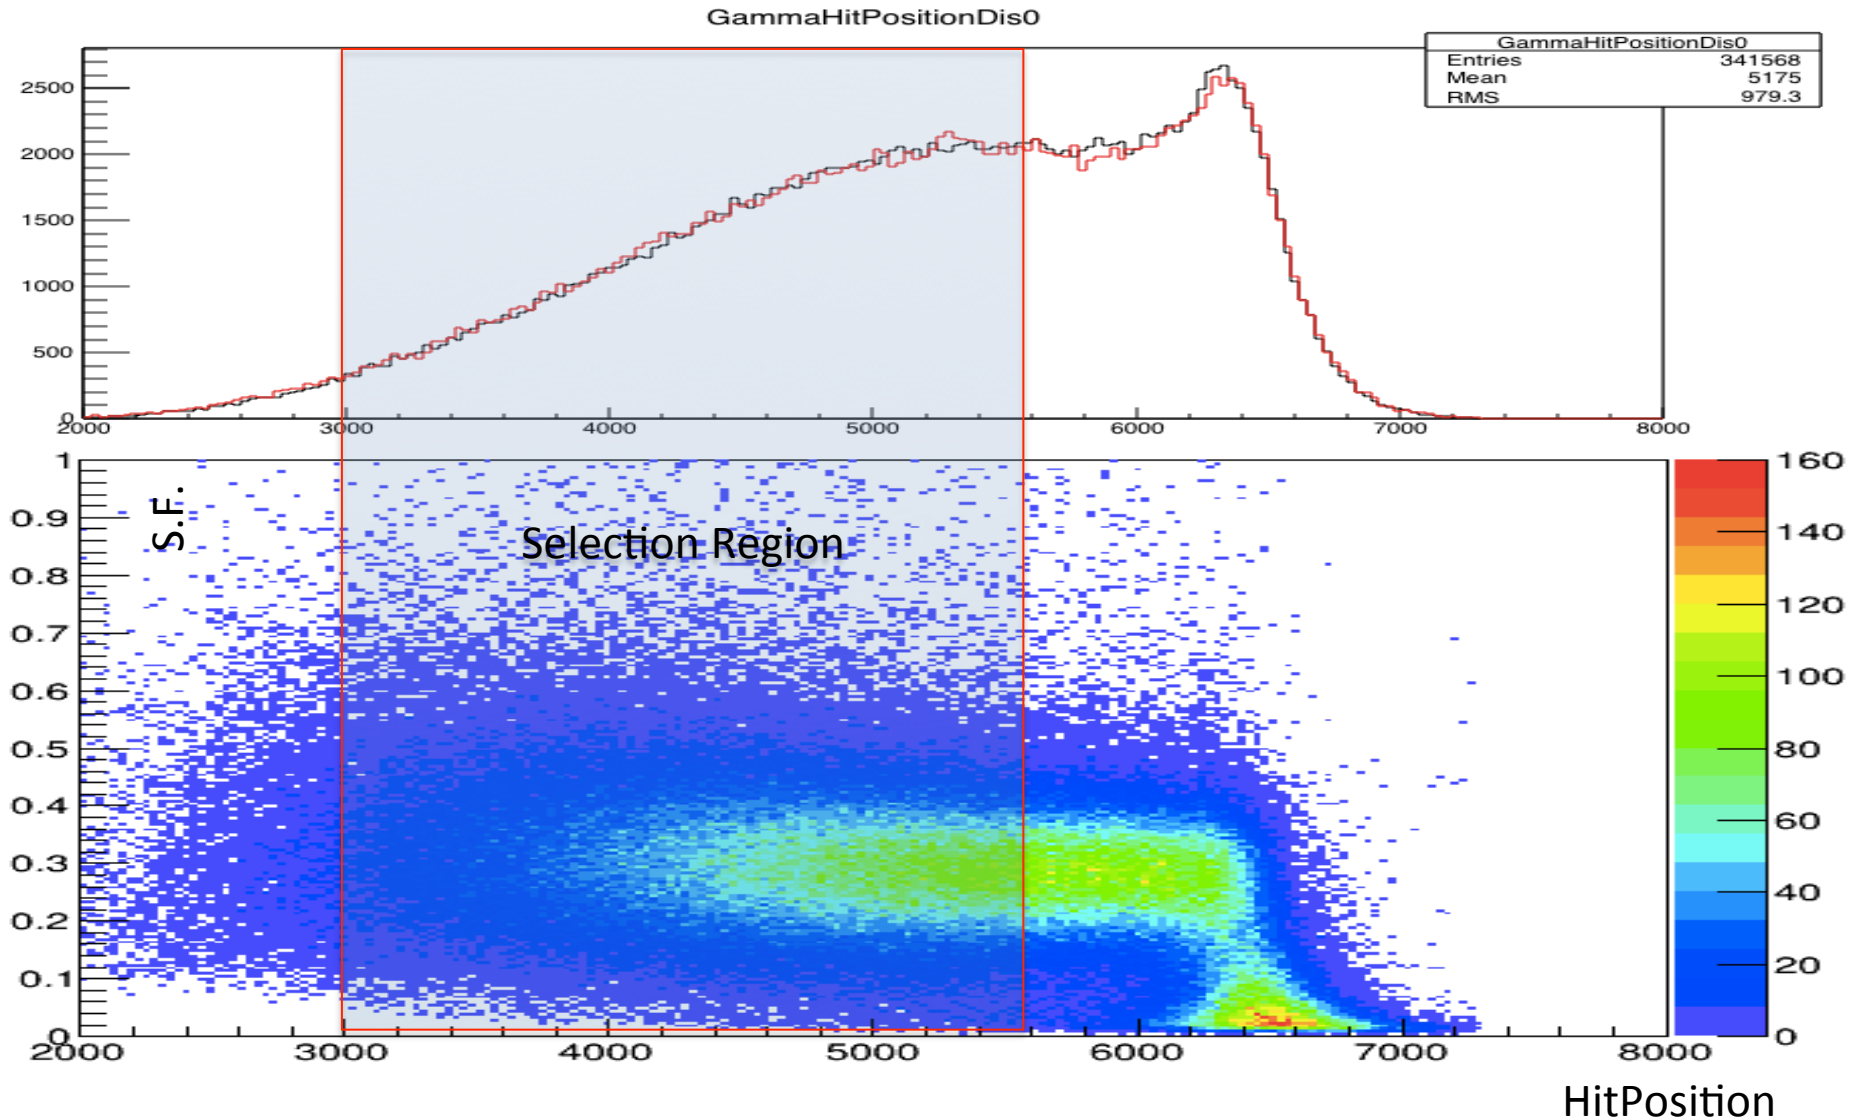 GammaHitPositionDis0
GammaHitPositionDis0
Entries 341568
Mean 5175
RMS 979.3
2500
2000
1500
1000
500
0
2000 3000 4000 5000 6000 7000 8000
S.F.
Selection Region
1
0.9
0.8
0.7
0.6
0.5
0.4
0.3
0.2
0.1
0
2000 3000 4000 5000 6000 7000 8000
160
140
120
100
80
60
40
20
0
HitPosition